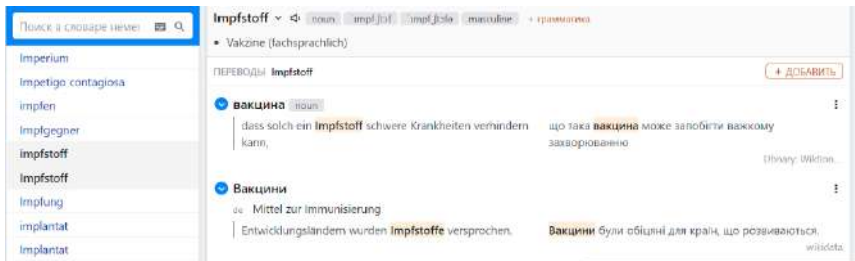 Поиск в словаре немец
Imperium
Impetigo contagiosa
impfen
Impfgegner
impfstoff
Impfstoff
Impfung
implantat
Implantat
Impfstoff noun masculine + грамматика
Vakzine (fachsprachlich)
ПЕРЕВОДЫ Impfstoff
+ ДОБАВИТЬ
вакцина noun
dass solch ein Impfstoff schwere Krankheiten verhindern
kann,
що така вакцина може запобігти важкому
захворюванню
Вакцини
de Mittel zur Immunisierung
Entwicklungsländern wurden Impfstoffe versprochen.
Вакцини були обіцяні для країн, що розвиваються.
wikidata